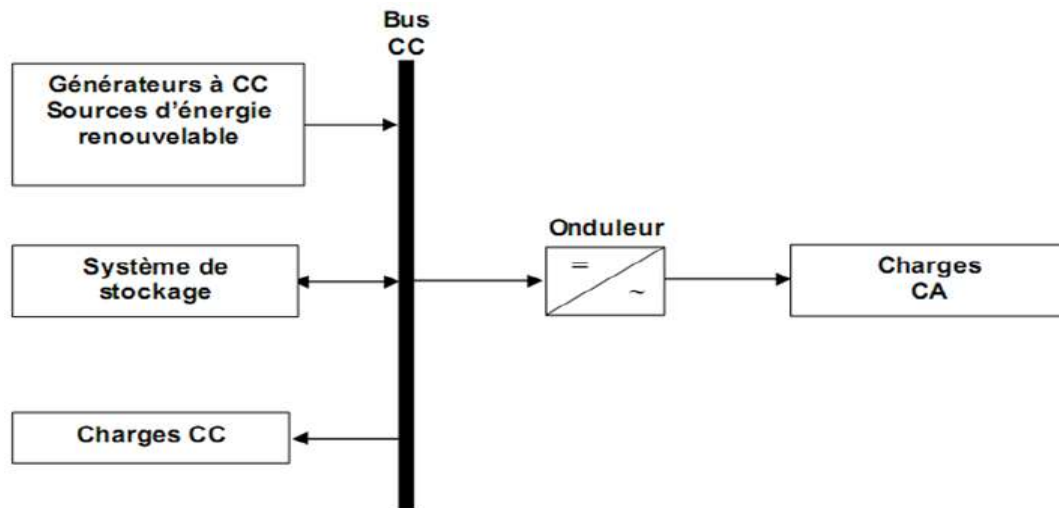 Bus
CC
Générateurs à CC
Sources d'énergie
renouvelable
Système de
stockage
Charges CC
Onduleur
=
~
Charges
CA